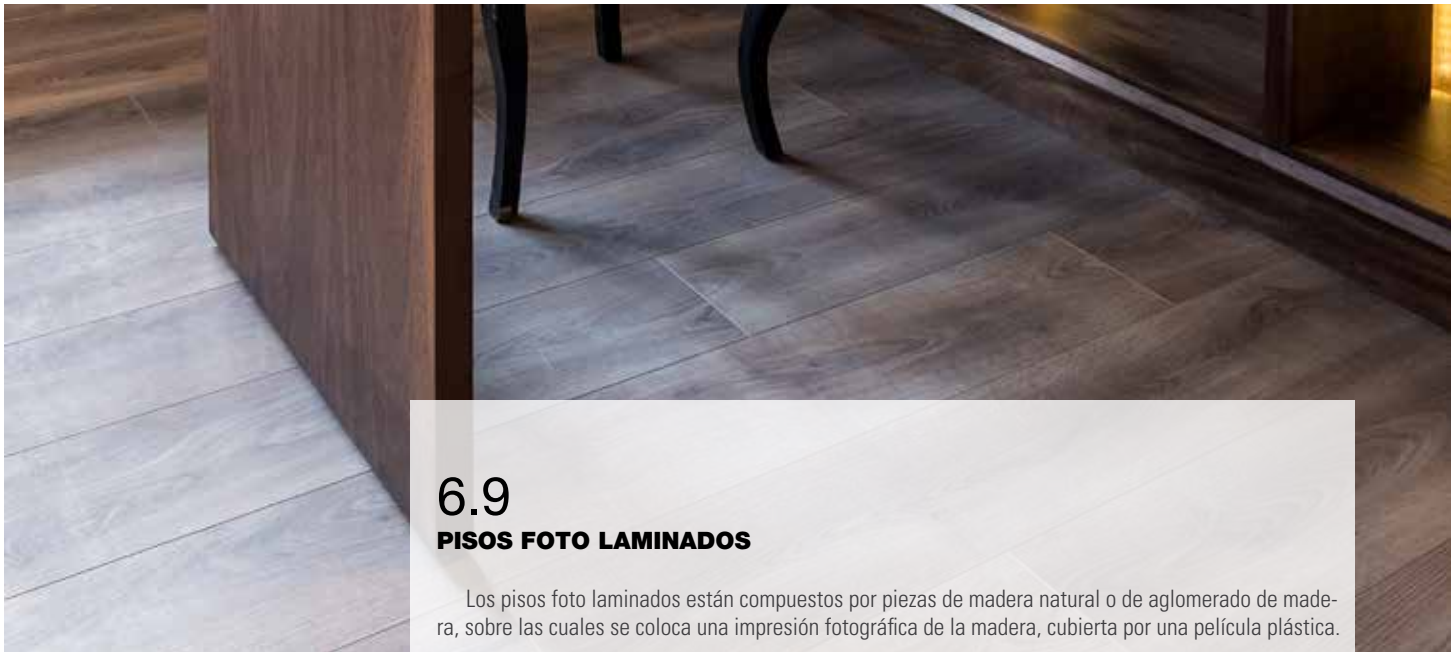 6.9
PISOS FOTO LAMINADOS
Los pisos foto laminados están compuestos por piezas de madera natural o de aglomerado de made-
ra, sobre las cuales se coloca una impresión fotográfica de la madera, cubierta por una película plástica.